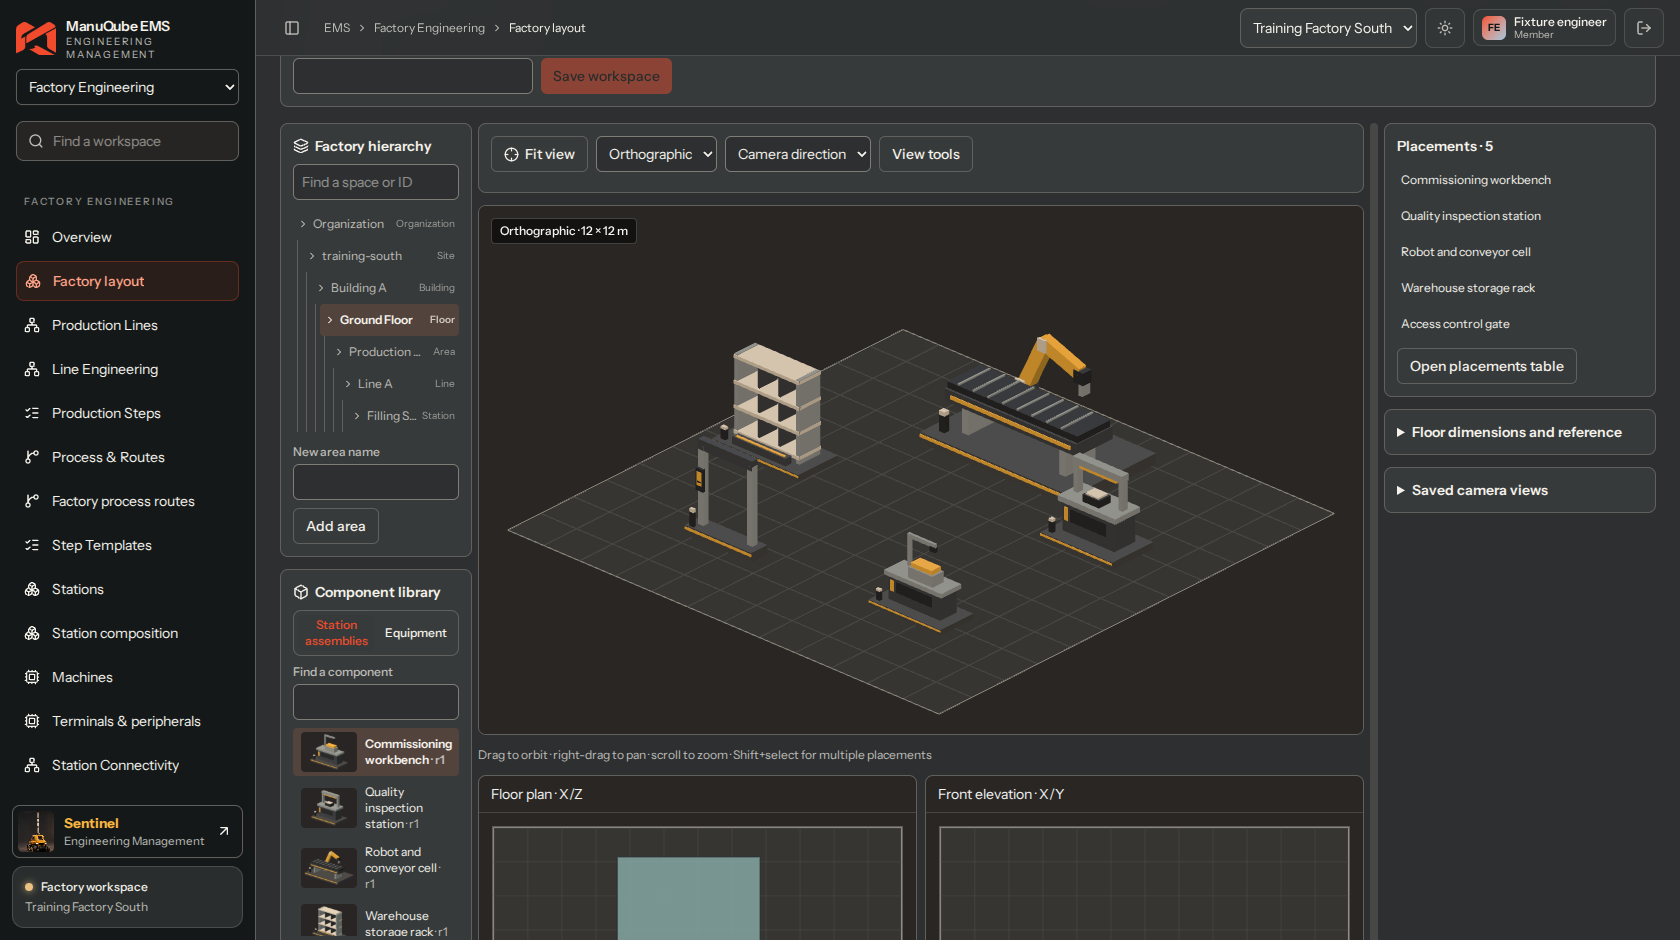 ManuQube EMS
ENGINEERING
MANAGEMENT
Factory Engineering
Find a workspace
FACTORY ENGINEERING
Overview
Factory layout
Production Lines
Line Engineering
Production Steps
Process & Routes
Factory process routes
Step Templates
Stations
Station composition
Machines
Terminals & peripherals
Station Connectivity
Sentinel
Engineering Management
Factory workspace
Training Factory South
EMS
Factory Engineering
Factory layout
Training Factory South
FE
Fixture engineer
Member
Save workspace
Factory hierarchy
Find a space or ID
Organization Organization
training-south Site
Building A Building
Ground Floor Floor
Production ... Area
Line A Line
Filling S... Station
New area name
Add area
Component library
Station
assemblies
Equipment
Find a component
Commissioning
workbench · r1
Quality
inspection
station · r1
Robot and
conveyor cell ·
r1
Warehouse
storage rack · r1
Fit view
Orthographic
Camera direction
View tools
Orthographic · 12 × 12 m
Drag to orbit · right-drag to pan · scroll to zoom · Shift+select for multiple placements
Floor plan · X/Z
Front elevation · X/Y
Placements · 5
Commissioning workbench
Quality inspection station
Robot and conveyor cell
Warehouse storage rack
Access control gate
Open placements table
Floor dimensions and reference
Saved camera views